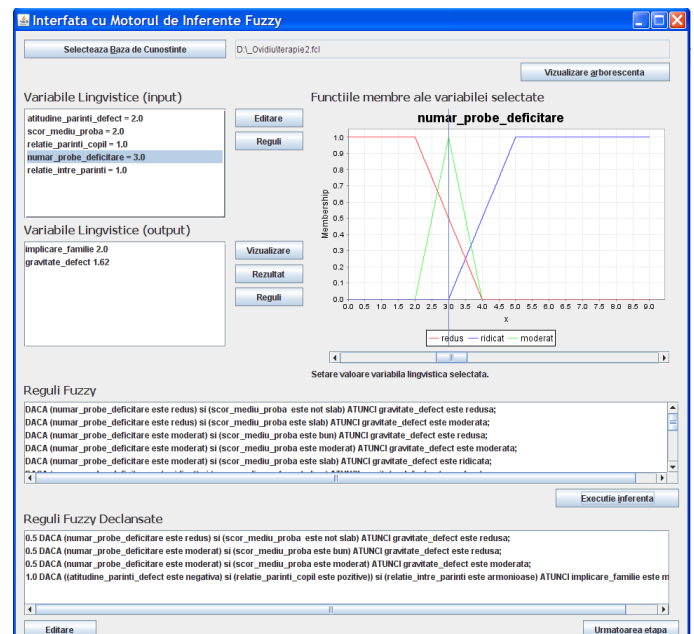 Interfata cu Motorul de Inferente Fuzzy
Selecteaza Baza de Cunostinte
D:\_Ovidiu\terapie2.fcl
Vizualizare arborescenta
Variabile Lingvistice (input)
atitudine_parinti_defect = 2.0
scor_mediu_proba = 2.0
relatie_parinti_copil = 1.0
numar_probe_deficitare = 3.0
relatie_intre_parinti = 1.0
Editare
Reguli
Variabile Lingvistice (output)
implicare_familie 2.0
gravitate_defect 1.62
Vizualizare
Rezultat
Reguli
Functiile membre ale variabilei selectate
numar_probe_deficitare
Membership
1.0
0.9
0.8
0.7
0.6
0.5
0.4
0.3
0.2
0.1
0.0
0.0 0.5 1.0 1.5 2.0 2.5 3.0 3.5 4.0 4.5 5.0 5.5 6.0 6.5 7.0 7.5 8.0 8.5 9.0
x
redus ridicat moderat
Setare valoare variabila lingvistica selectata.
Reguli Fuzzy
DACA (numar_probe_deficitare este redus) si (scor_mediu_proba este not slab) ATUNCI gravitate_defect este redusa;
DACA (numar_probe_deficitare este redus) si (scor_mediu_proba este slab) ATUNCI gravitate_defect este moderata;
DACA (numar_probe_deficitare este moderat) si (scor_mediu_proba este bun) ATUNCI gravitate_defect este redusa;
DACA (numar_probe_deficitare este moderat) si (scor_mediu_proba este moderat) ATUNCI gravitate_defect este moderata;
DACA (numar_probe_deficitare este moderat) si (scor_mediu_proba este slab) ATUNCI gravitate_defect este ridicata;
Executie inferenta
Reguli Fuzzy Declansate
0.5 DACA (numar_probe_deficitare este redus) si (scor_mediu_proba este not slab) ATUNCI gravitate_defect este redusa;
0.5 DACA (numar_probe_deficitare este moderat) si (scor_mediu_proba este bun) ATUNCI gravitate_defect este redusa;
0.5 DACA (numar_probe_deficitare este moderat) si (scor_mediu_proba este moderat) ATUNCI gravitate_defect este moderata;
1.0 DACA ((atitudine_parinti_defect este negativa) si (relatie_parinti_copil este pozitive)) si (relatie_intre_parinti este armonioase) ATUNCI implicare_familie este m
Editare
Urmatoarea etapa